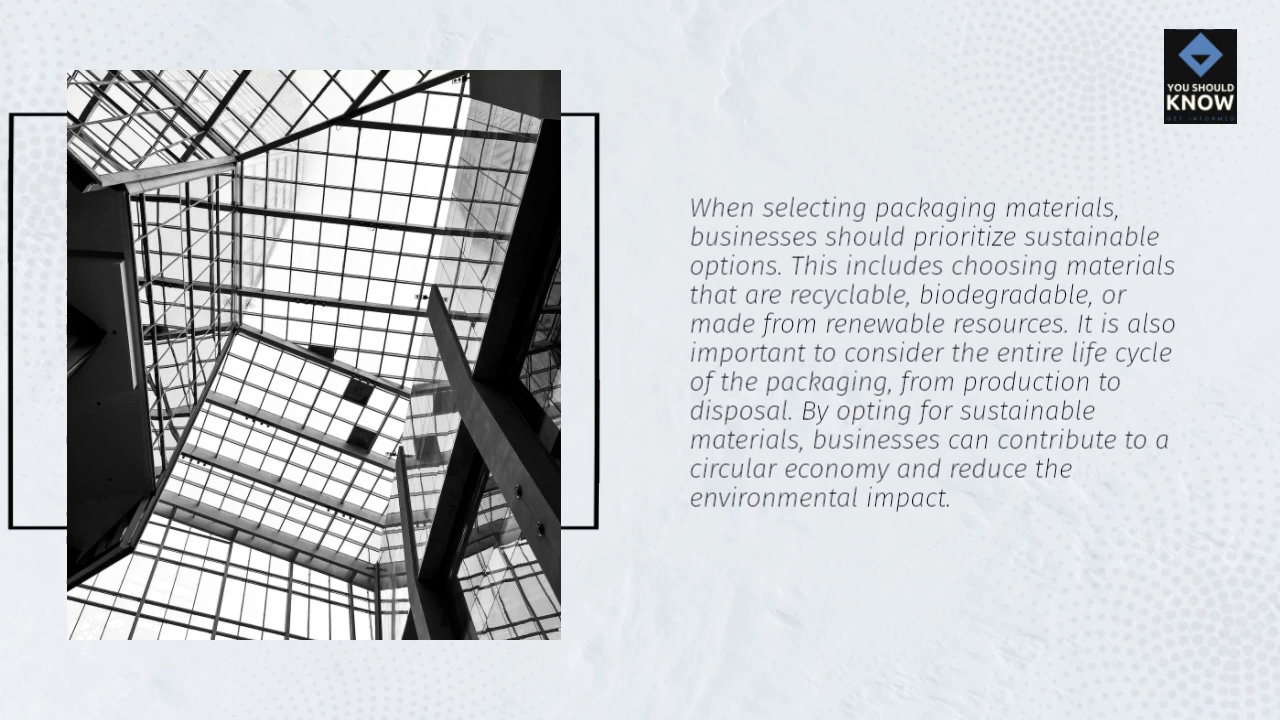 YOU SHOULD
KNOW
GET INFORMED
When selecting packaging materials,
businesses should prioritize sustainable
options. This includes choosing materials
that are recyclable, biodegradable, or
made from renewable resources. It is also
important to consider the entire life cycle
of the packaging, from production to
disposal. By opting for sustainable
materials, businesses can contribute to a
circular economy and reduce the
environmental impact.